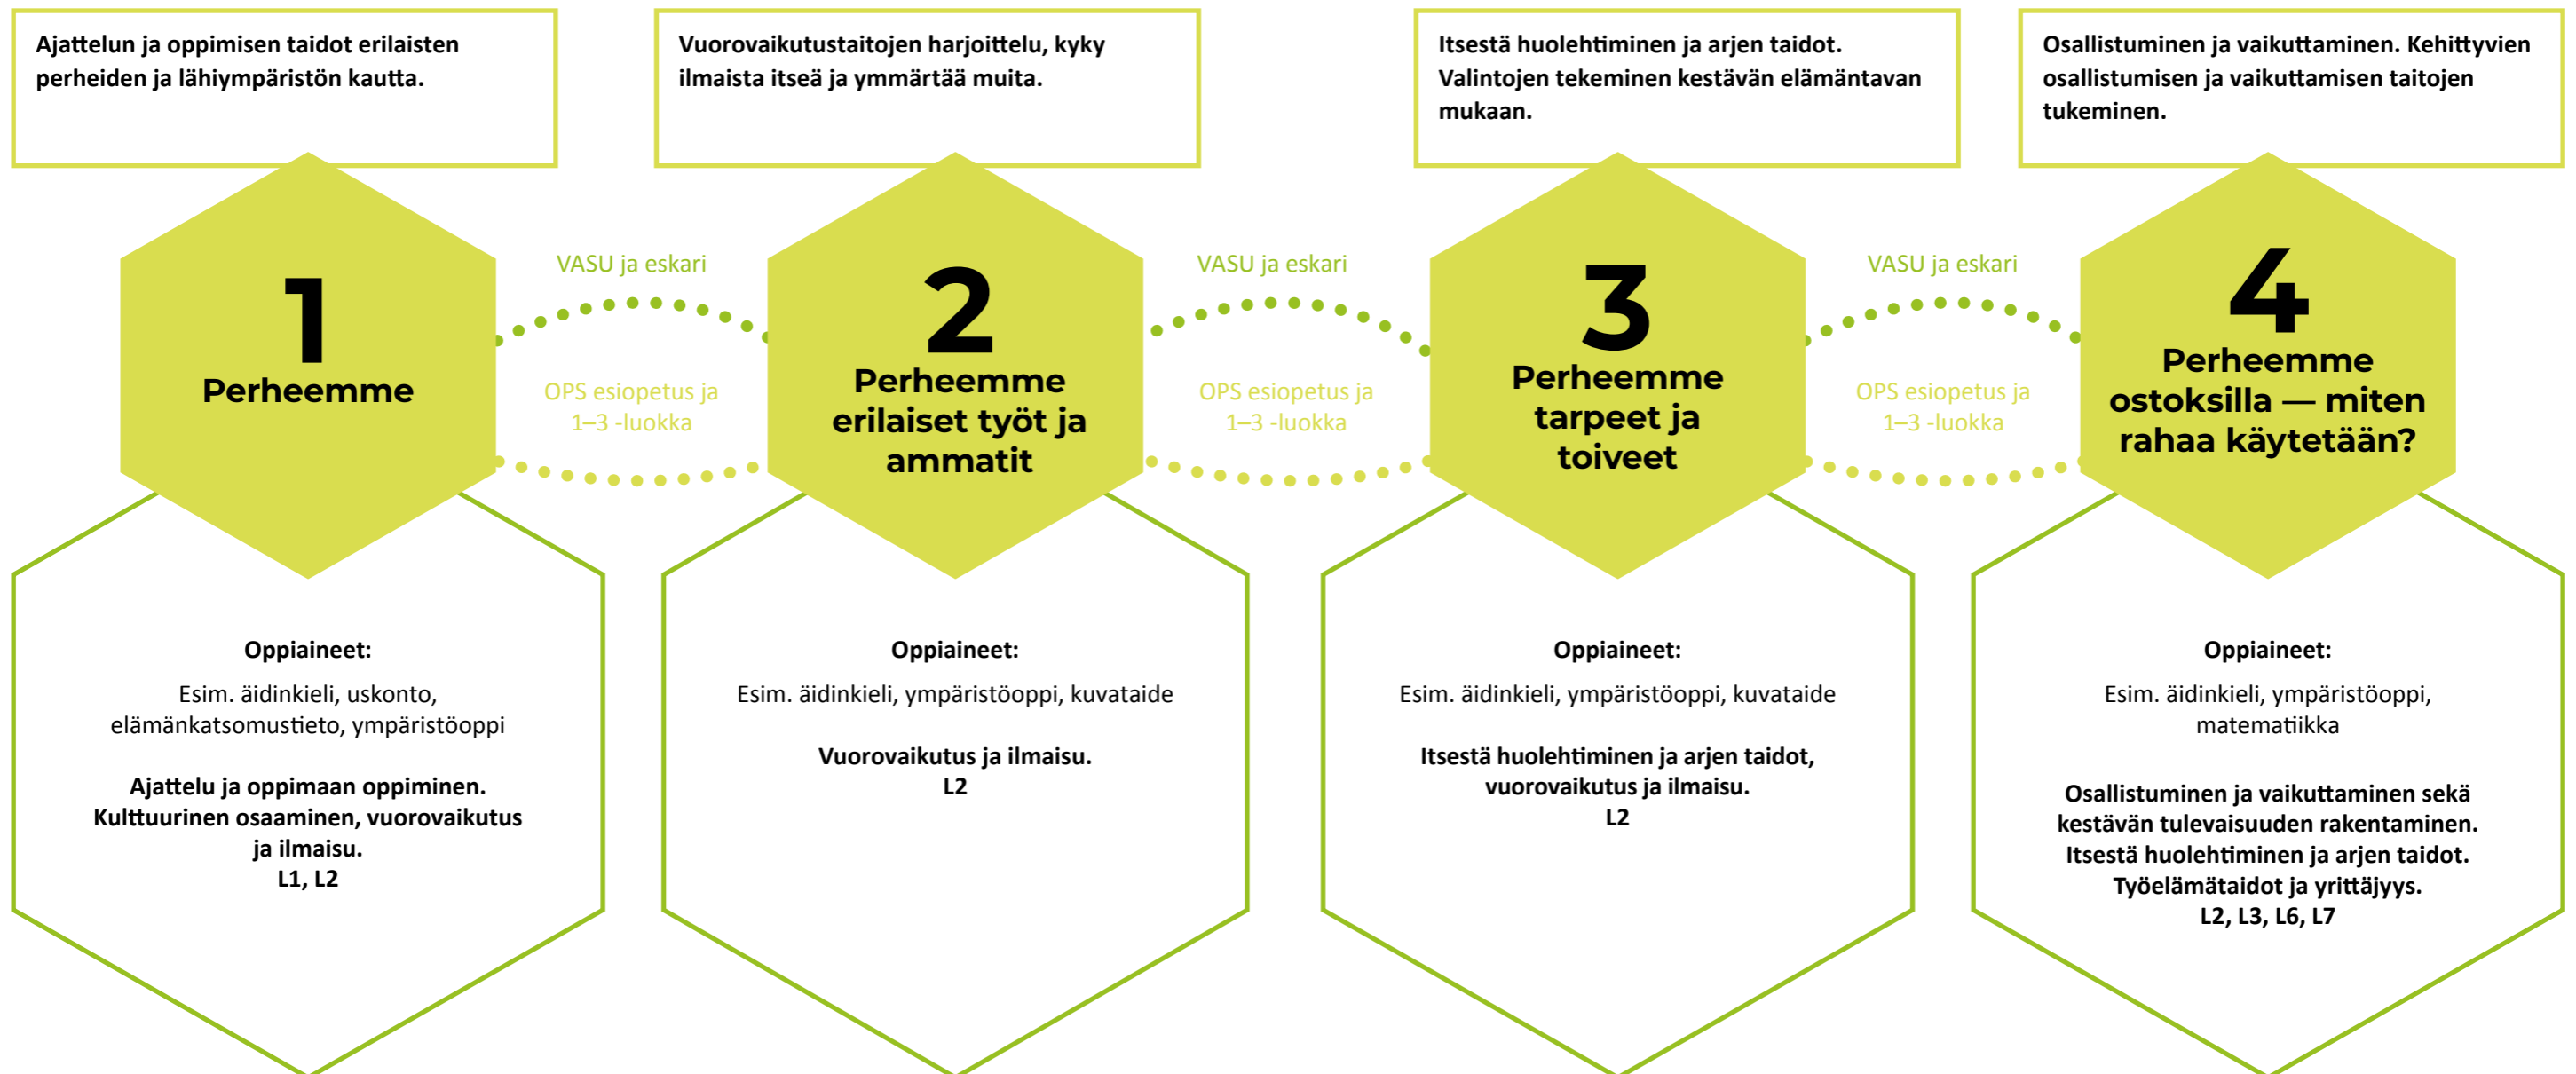 Ajattelun ja oppimisen taidot erilaisten
perheiden ja lähiympäristön kautta.
Vuorovaikutustaitojen harjoittelu, kyky
ilmaista itseä ja ymmärtää muita.
Itsestä huolehtiminen ja arjen taidot.
Valintojen tekeminen kestävän elämäntavan
mukaan.
Osallistuminen ja vaikuttaminen. Kehittyvien
osallistumisen ja vaikuttamisen taitojen
tukeminen.
1
Perheemme
VASU ja eskari
OPS esiopetus ja
1–3 -luokka
2
Perheemme
erilaiset työt ja
ammatit
VASU ja eskari
OPS esiopetus ja
1–3 -luokka
3
Perheemme
tarpeet ja
toiveet
VASU ja eskari
OPS esiopetus ja
1–3 -luokka
4
Perheemme
ostoksilla — miten
rahaa käytetään?
Oppiaineet:
Esim. äidinkieli, uskonto,
elämänkatsomustieto, ympäristöoppi
Ajattelu ja oppimaan oppiminen.
Kulttuurinen osaaminen, vuorovaikutus
ja ilmaisu.
L1, L2
Oppiaineet:
Esim. äidinkieli, ympäristöoppi, kuvataide
Vuorovaikutus ja ilmaisu.
L2
Oppiaineet:
Esim. äidinkieli, ympäristöoppi, kuvataide
Itsestä huolehtiminen ja arjen taidot,
vuorovaikutus ja ilmaisu.
L2
Oppiaineet:
Esim. äidinkieli, ympäristöoppi,
matematiikka
Osallistuminen ja vaikuttaminen sekä
kestävän tulevaisuuden rakentaminen.
Itsestä huolehtiminen ja arjen taidot.
Työelämätaidot ja yrittäjyys.
L2, L3, L6, L7